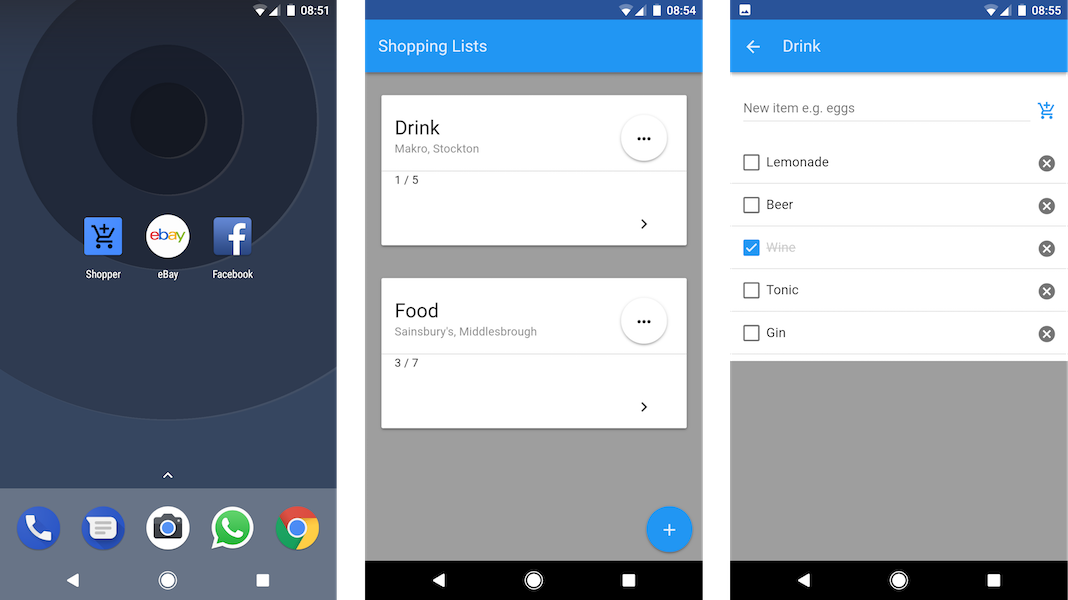 08:51
ebay
Shopper
eBay
Facebook
08:54
Shopping Lists
Drink
Makro, Stockton
1 / 5
Food
Sainsbury's, Middlesbrough
3 / 7
08:55
Drink
New item e.g. eggs
Lemonade
Beer
Wine
Tonic
Gin